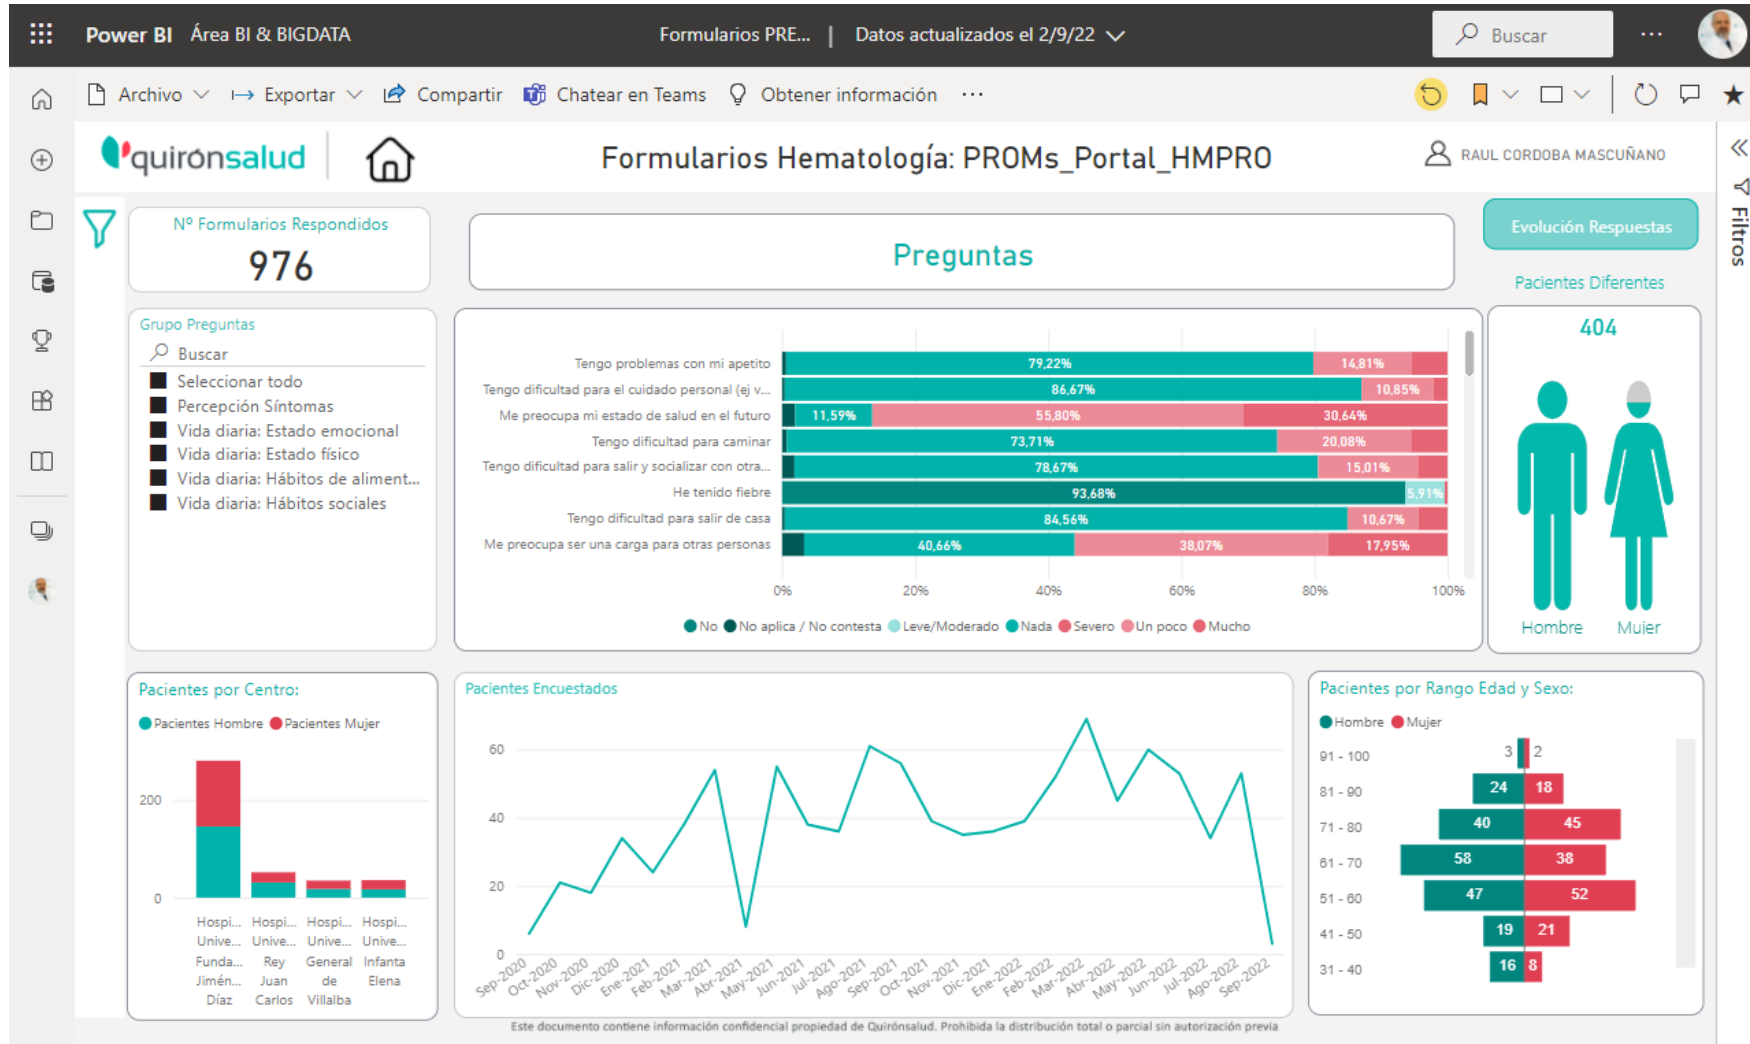 Power BI Área BI & BIGDATA
Formularios PRE... | Datos actualizados el 2/9/22
Buscar
Archivo
Exportar
Compartir
Chatear en Teams
Obtener información
quirónsalud
Formularios Hematología: PROMs_Portal_HMPRO
RAUL CORDOBA MASCUÑANO
Filtros
Nº Formularios Respondidos
976
Preguntas
Evolución Respuestas
Pacientes Diferentes
404
Hombre
Mujer
Grupo Preguntas
Buscar
Seleccionar todo
Percepción Síntomas
Vida diaria: Estado emocional
Vida diaria: Estado físico
Vida diaria: Hábitos de aliment...
Vida diaria: Hábitos sociales
Tengo problemas con mi apetito 79,22% 14,81%
Tengo dificultad para el cuidado personal (ej v... 86,67% 10,85%
Me preocupa mi estado de salud en el futuro 11,59% 55,80% 30,64%
Tengo dificultad para caminar 73,71% 20,08%
Tengo dificultad para salir y socializar con otra... 78,67% 15,01%
He tenido fiebre 93,68% 5,91%
Tengo dificultad para salir de casa 84,56% 10,67%
Me preocupa ser una carga para otras personas 40,66% 38,07% 17,95%
0% 20% 40% 60% 80% 100%
No No aplica / No contesta Leve/Moderado Nada Severo Un poco Mucho
Pacientes por Centro:
Pacientes Hombre Pacientes Mujer
200
0
Hospi... Hospi... Hospi... Hospi...
Unive... Unive... Unive... Unive...
Funda... Rey General Infanta
Jimén... Juan de Elena
Díaz Carlos Villalba
Pacientes Encuestados
60
40
20
0
Sep-2020 Oct-2020 Nov-2020 Dic-2020 Ene-2021 Feb-2021 Mar-2021 Abr-2021 May-2021 Jun-2021 Jul-2021 Ago-2021 Sep-2021 Oct-2021 Nov-2021 Dic-2021 Ene-2022 Feb-2022 Mar-2022 Abr-2022 May-2022 Jun-2022 Jul-2022 Ago-2022 Sep-2022
Pacientes por Rango Edad y Sexo:
Hombre Mujer
91 - 100 3 2
81 - 90 24 18
71 - 80 40 45
61 - 70 58 38
51 - 60 47 52
41 - 50 19 21
31 - 40 16 8
Este documento contiene información confidencial propiedad de Quirónsalud. Prohibida la distribución total o parcial sin autorización previa